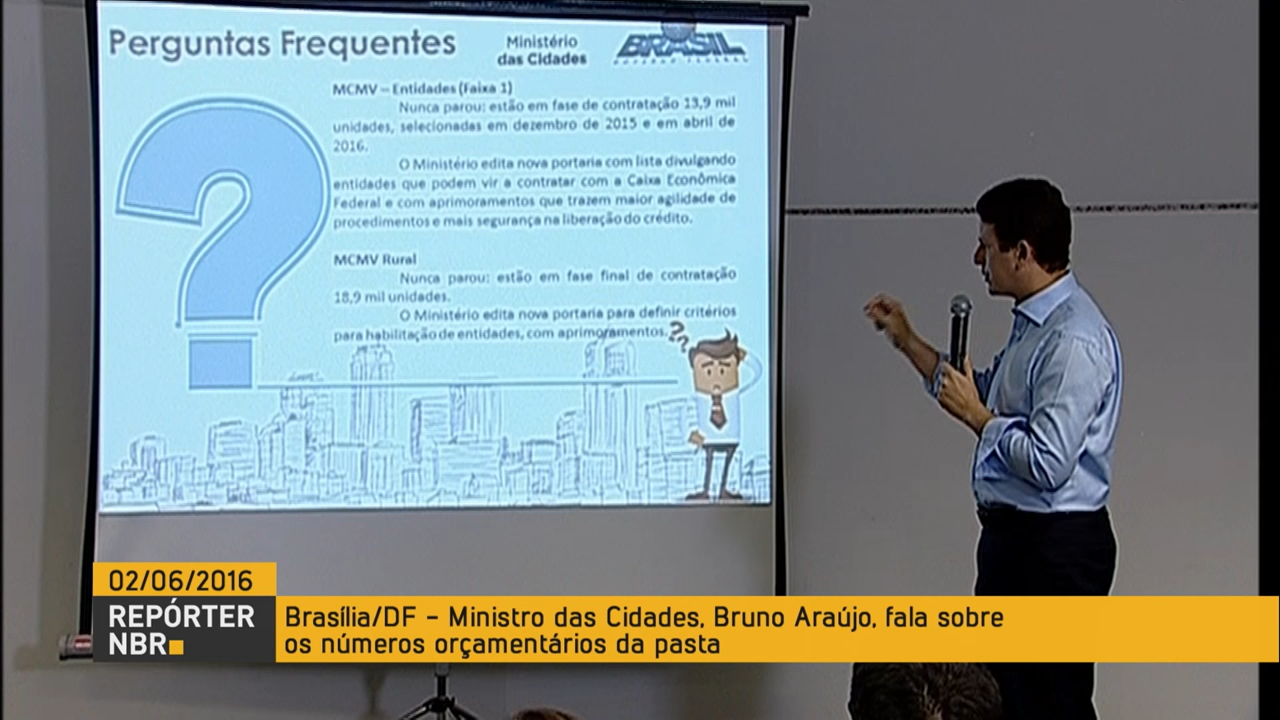 Perguntas Frequentes
Ministério
das Cidades
BRASIL
GOVERNO FEDERAL
MCMV – Entidades (Faixa 1)
Nunca parou: estão em fase de contratação 13,9 mil
unidades, selecionadas em dezembro de 2015 e em abril de
2016.
O Ministério edita nova portaria com lista divulgando
entidades que podem vir a contratar com a Caixa Econômica
Federal e com aprimoramentos que trazem maior agilidade de
procedimentos e mais segurança na liberação do crédito.
MCMV Rural
Nunca parou: estão em fase final de contratação
18,9 mil unidades.
O Ministério edita nova portaria para definir critérios
para habilitação de entidades, com aprimoramentos.
??
02/06/2016
REPÓRTER
NBR
Brasília/DF - Ministro das Cidades, Bruno Araújo, fala sobre
os números orçamentários da pasta